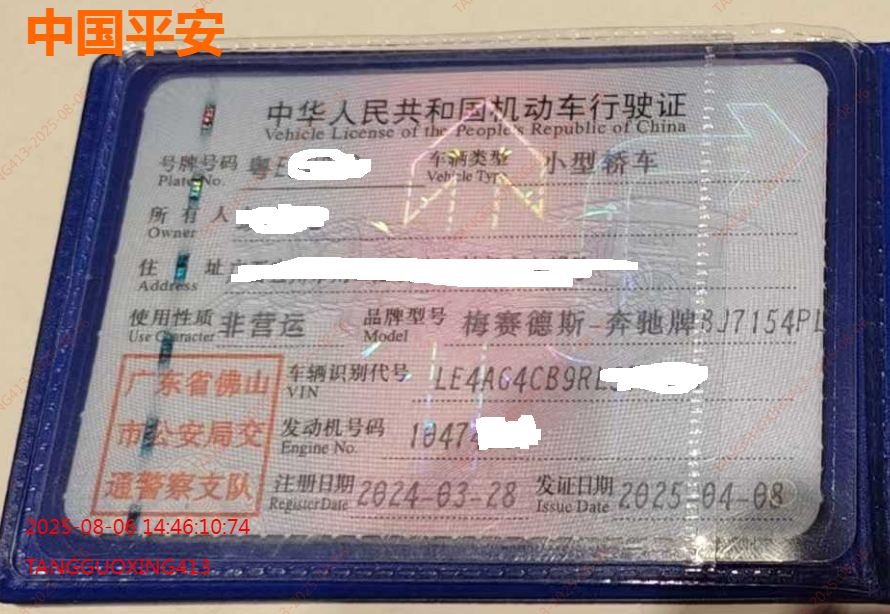 中国平安
中华人民共和国机动车行驶证
Vehicle License of the People's Republic of China
号牌号码 粤 车辆类型 小型轿车
Plate No. Vehicle Type
所有人
Owner
住址
Address
使用性质 非营运 品牌型号 梅赛德斯-奔驰牌BJ7154PL
Use Character Model
广东省佛山 车辆识别代号 LE4AG4CB9RL
VIN
市公安局交 发动机号码 10474
Engine No.
通警察支队 注册日期 2024-03-28 发证日期 2025-04-08
Register Date Issue Date
2025-08-06 14:46:10:74
TANGGUOXING413